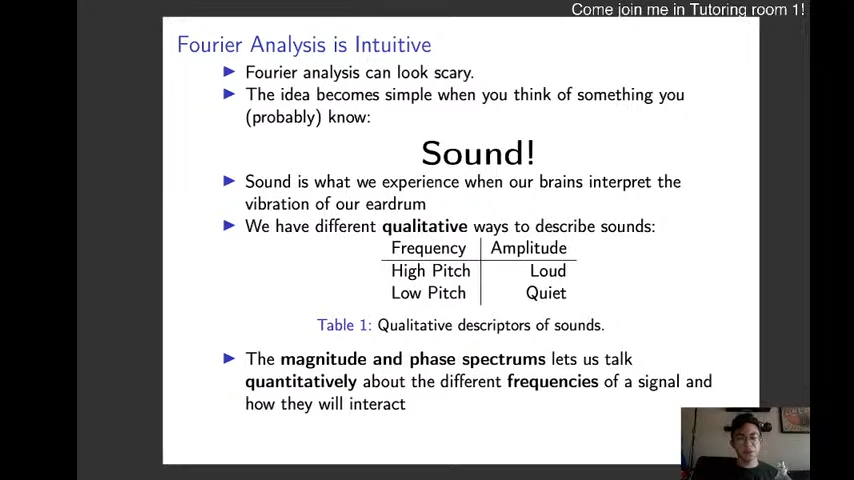 Come join me in Tutoring room 1!
Fourier Analysis is Intuitive
Fourier analysis can look scary.
The idea becomes simple when you think of something you
(probably) know:
Sound!
Sound is what we experience when our brains interpret the
vibration of our eardrum
We have different qualitative ways to describe sounds:
Frequency Amplitude
High Pitch Loud
Low Pitch Quiet
Table 1: Qualitative descriptors of sounds.
The magnitude and phase spectrums lets us talk
quantitatively about the different frequencies of a signal and
how they will interact